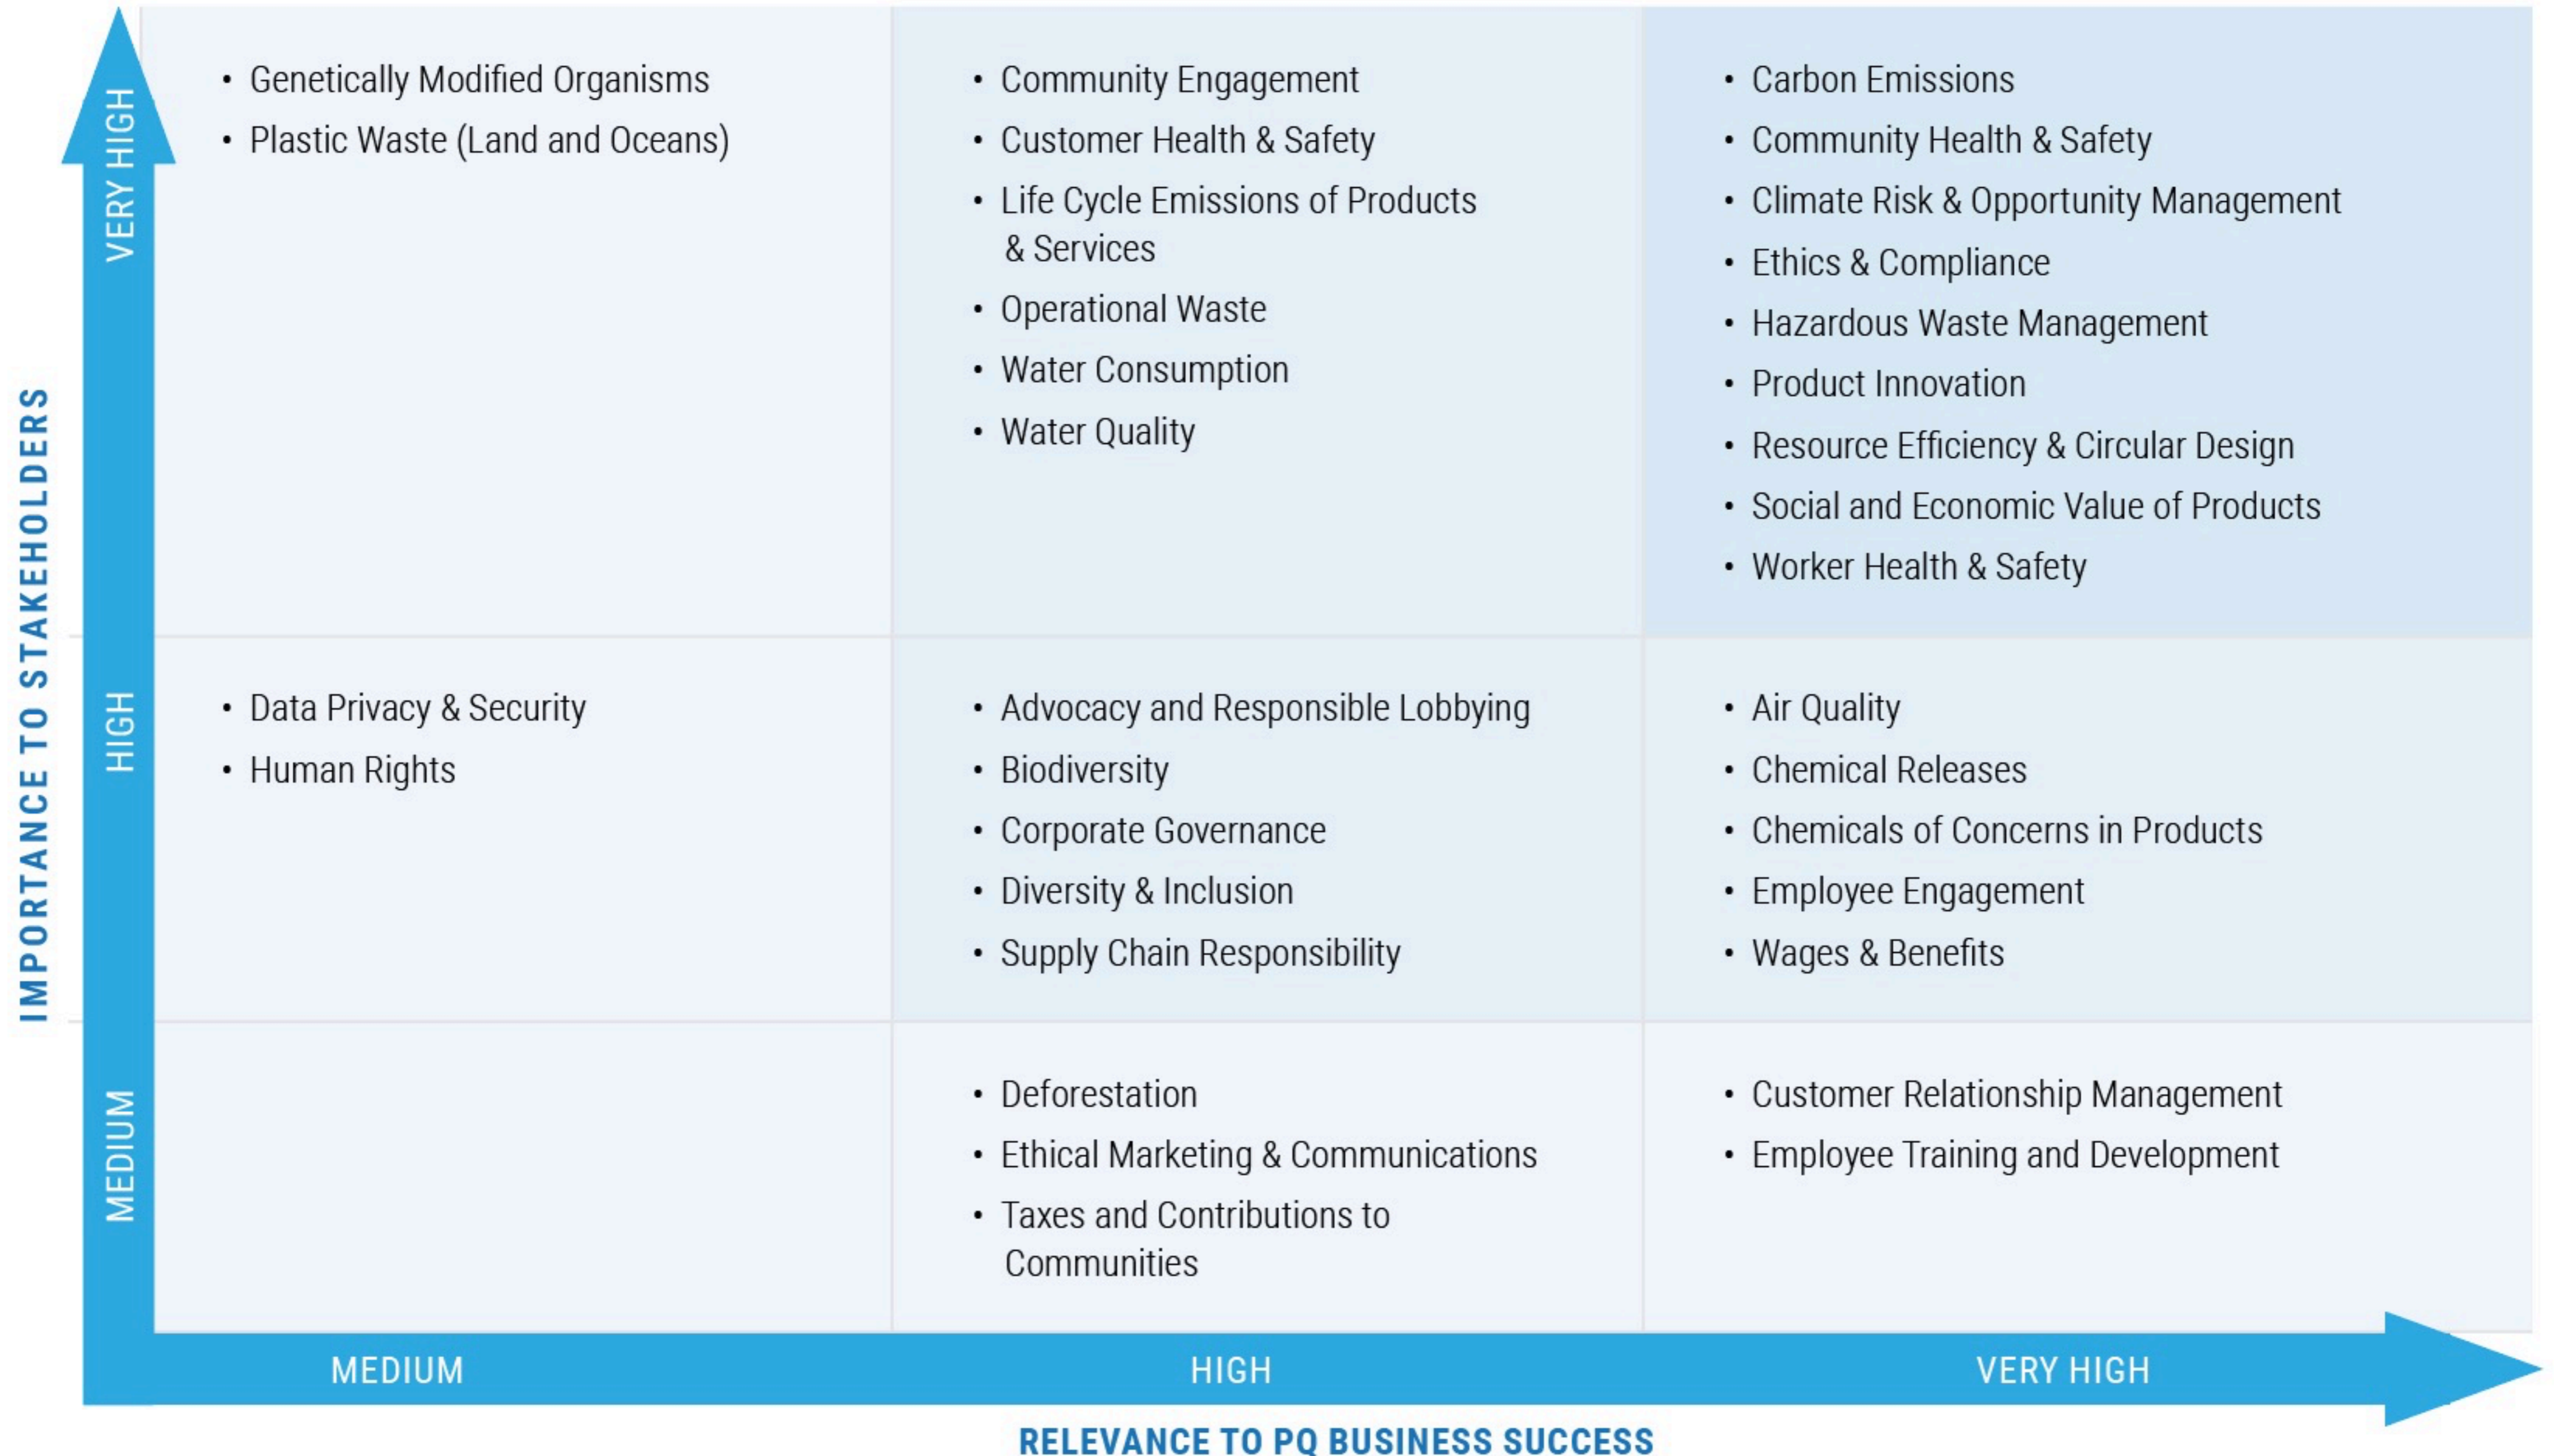 IMPORTANCE TO STAKEHOLDERS
VERY HIGH
• Genetically Modified Organisms
• Plastic Waste (Land and Oceans)
• Community Engagement
• Customer Health & Safety
• Life Cycle Emissions of Products
& Services
• Operational Waste
• Water Consumption
• Water Quality
• Carbon Emissions
• Community Health & Safety
• Climate Risk & Opportunity Management
• Ethics & Compliance
• Hazardous Waste Management
• Product Innovation
• Resource Efficiency & Circular Design
• Social and Economic Value of Products
• Worker Health & Safety
HIGH
• Data Privacy & Security
• Human Rights
• Advocacy and Responsible Lobbying
• Biodiversity
• Corporate Governance
• Diversity & Inclusion
• Supply Chain Responsibility
• Air Quality
• Chemical Releases
• Chemicals of Concerns in Products
• Employee Engagement
• Wages & Benefits
MEDIUM
• Deforestation
• Ethical Marketing & Communications
• Taxes and Contributions to
Communities
• Customer Relationship Management
• Employee Training and Development
MEDIUM
HIGH
VERY HIGH
RELEVANCE TO PQ BUSINESS SUCCESS